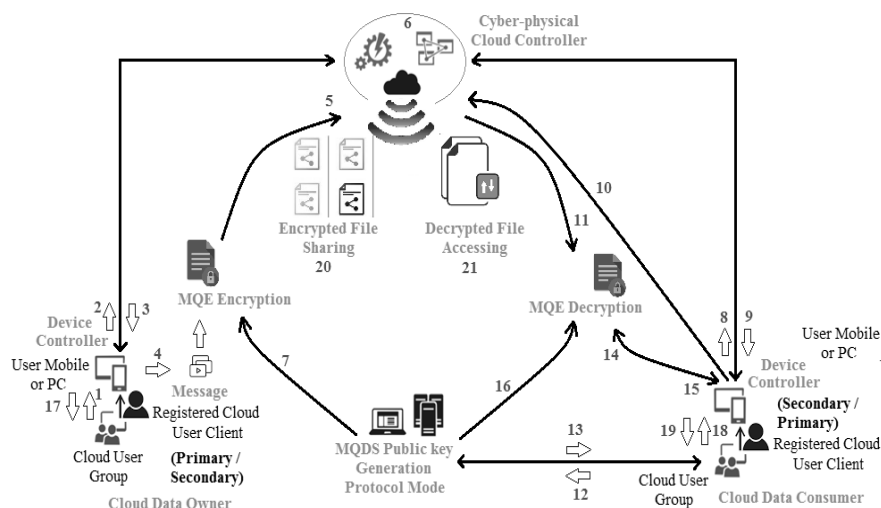 6
Cyber-physical
Cloud Controller
5
10
11
Encrypted File
Sharing
20
Decrypted File
Accessing
21
MQE Encryption
MQE Decryption
2
3
8
9
Device
Controller
User Mobile
or PC
4
1
17
Message
Registered Cloud
User Client
Cloud User
Group
(Primary /
Secondary)
Cloud Data Owner
7
16
14
MQDS Public key
Generation
Protocol Mode
13
12
User Mobile
or PC
Device
Controller
15
(Secondary /
Primary)
19
18
Registered Cloud
User Client
Cloud User
Group
Cloud Data Consumer